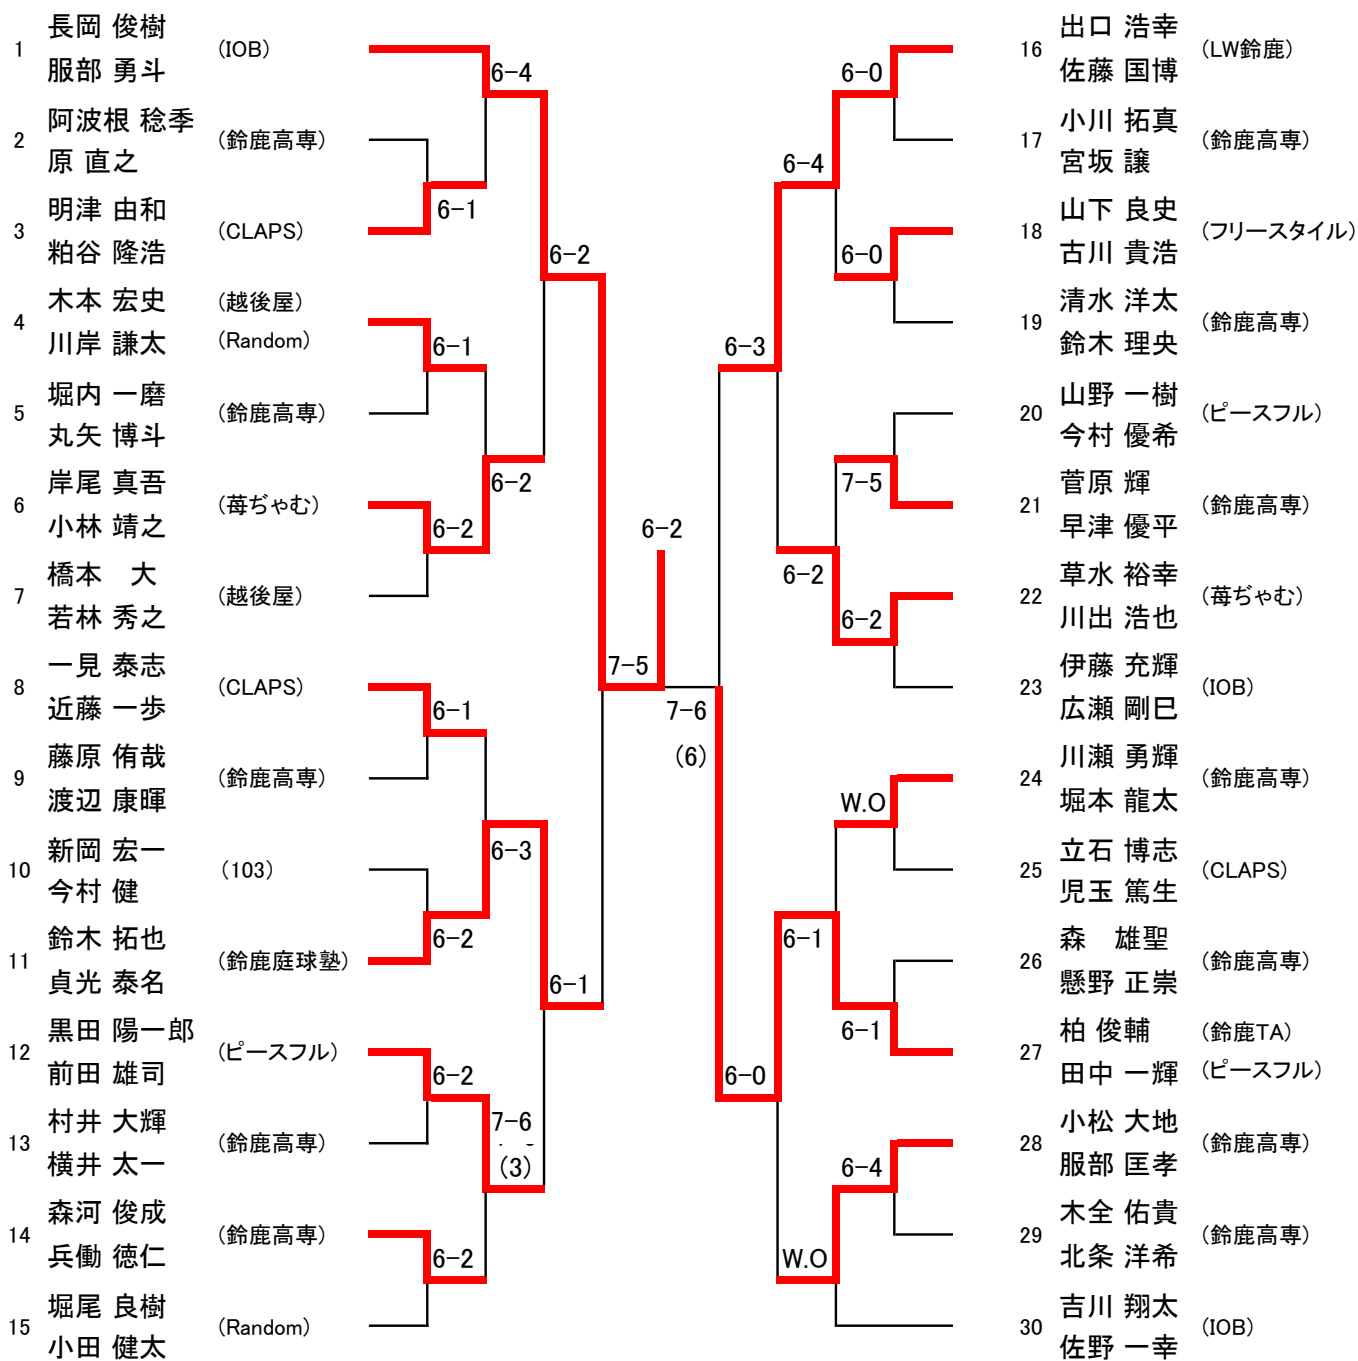 1 長岡 俊樹 (IOB)
服部 勇斗
2 阿波根 稔季 (鈴鹿高専)
原 直之
3 明津 由和 (CLAPS)
粕谷 隆浩
4 木本 宏史 (越後屋)
川岸 謙太 (Random)
5 堀内 一磨 (鈴鹿高専)
丸矢 博斗
6 岸尾 真吾 (苺ぢゃむ)
小林 靖之
7 橋本　大 (越後屋)
若林 秀之
8 一見 泰志 (CLAPS)
近藤 一歩
9 藤原 侑哉 (鈴鹿高専)
渡辺 康暉
10 新岡 宏一 (103)
今村 健
11 鈴木 拓也 (鈴鹿庭球塾)
貞光 泰名
12 黒田 陽一郎 (ピースフル)
前田 雄司
13 村井 大輝 (鈴鹿高専)
横井 太一
14 森河 俊成 (鈴鹿高専)
兵働 徳仁
15 堀尾 良樹 (Random)
小田 健太
6-4
6-1
6-2
6-1
6-2
6-2
6-1
6-3
6-2
6-1
6-2
7-6
(3)
6-2
7-5
6-2
7-6
(6)
6-0
6-4
6-0
6-3
7-5
6-2
6-2
W.O
6-1
6-1
6-0
6-4
W.O
16 出口 浩幸 (LW鈴鹿)
佐藤 国博
17 小川 拓真 (鈴鹿高専)
宮坂 譲
18 山下 良史 (フリースタイル)
古川 貴浩
19 清水 洋太 (鈴鹿高専)
鈴木 理央
20 山野 一樹 (ピースフル)
今村 優希
21 菅原 輝 (鈴鹿高専)
早津 優平
22 草水 裕幸 (苺ぢゃむ)
川出 浩也
23 伊藤 充輝 (IOB)
広瀬 剛巳
24 川瀬 勇輝 (鈴鹿高専)
堀本 龍太
25 立石 博志 (CLAPS)
児玉 篤生
26 森　雄聖 (鈴鹿高専)
懸野 正崇
27 柏 俊輔 (鈴鹿TA)
田中 一輝 (ピースフル)
28 小松 大地 (鈴鹿高専)
服部 匡孝
29 木全 佑貴 (鈴鹿高専)
北条 洋希
30 吉川 翔太 (IOB)
佐野 一幸